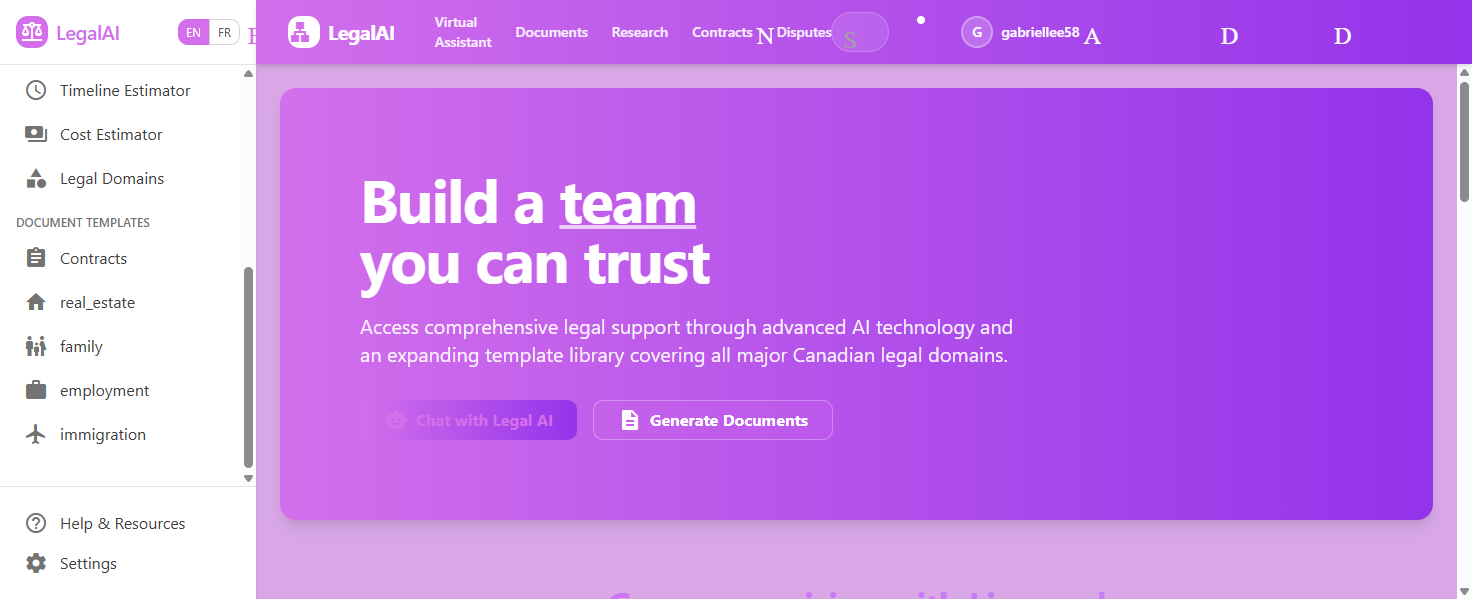 LegalAI
EN FR
Timeline Estimator
Cost Estimator
Legal Domains
DOCUMENT TEMPLATES
Contracts
real_estate
family
employment
immigration
Help & Resources
Settings
LegalAI
Virtual
Assistant
Documents
Research
Contracts
N
Disputes
S
G
gabriellee58
A
D
D
Build a team
you can trust
Access comprehensive legal support through advanced AI technology and
an expanding template library covering all major Canadian legal domains.
Chat with Legal AI
Generate Documents